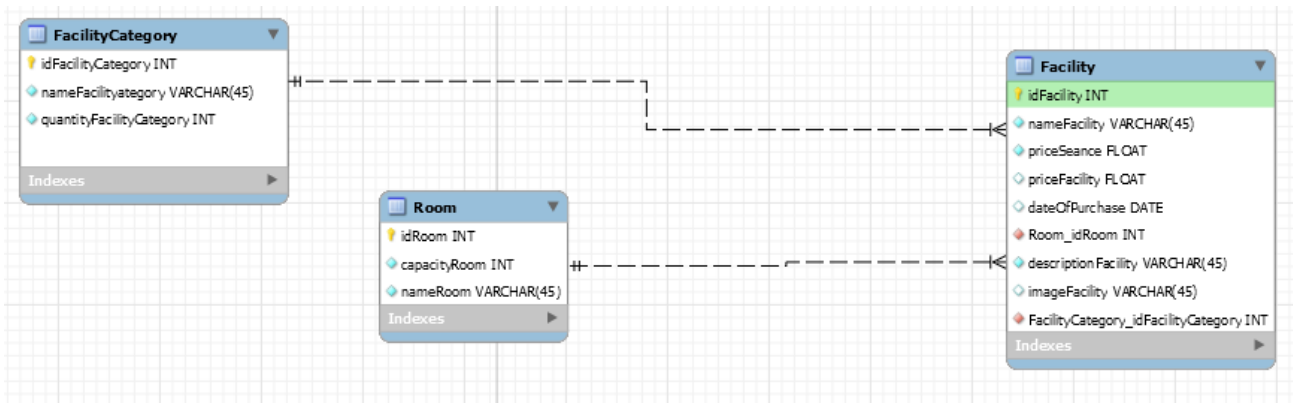 FacilityCategory
idFacilityCategory INT
nameFacilityategory VARCHAR(45)
quantityFacilityCategory INT
Indexes
Room
idRoom INT
capacityRoom INT
nameRoom VARCHAR(45)
Indexes
Facility
idFacility INT
nameFacility VARCHAR(45)
priceSeance FLOAT
priceFacility FLOAT
dateOfPurchase DATE
Room_idRoom INT
descriptionFacility VARCHAR(45)
imageFacility VARCHAR(45)
FacilityCategory_idFacilityCategory INT
Indexes